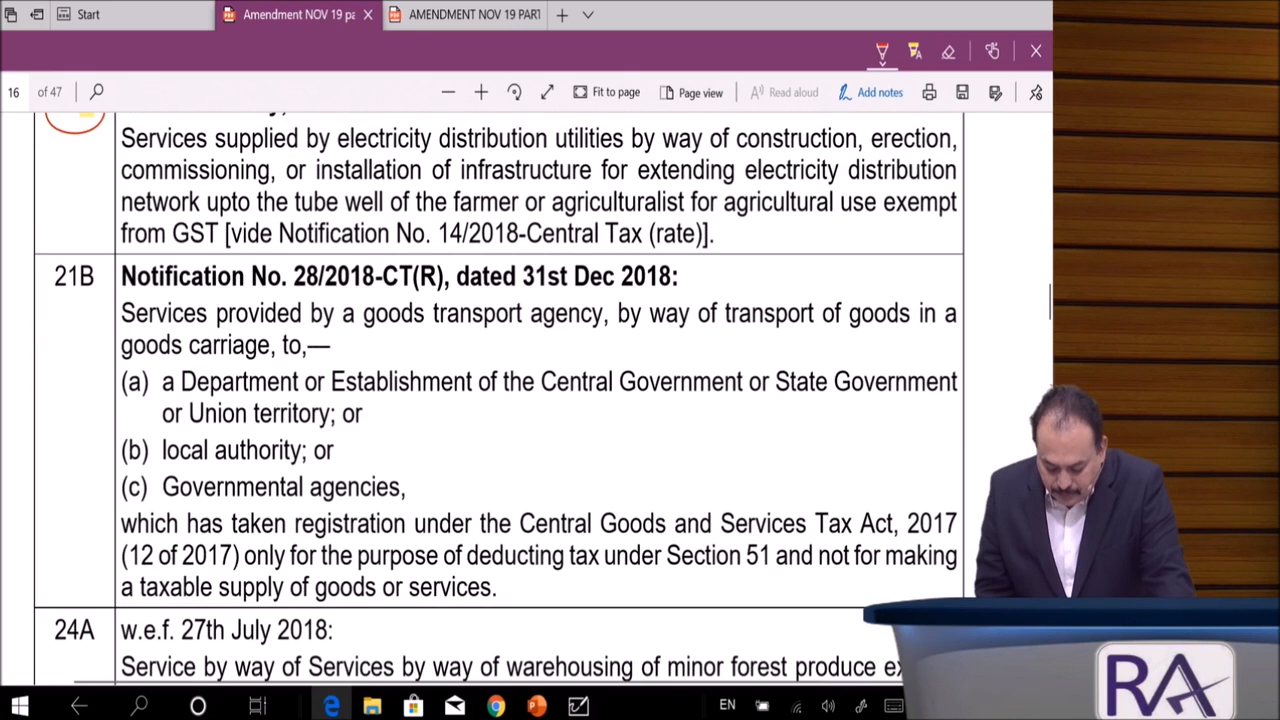 Start
Amendment NOV 19 pa
AMENDMENT NOV 19 PART
16 of 47
Fit to page
Page view
Read aloud
Add notes
Services supplied by electricity distribution utilities by way of construction, erection,
commissioning, or installation of infrastructure for extending electricity distribution
network upto the tube well of the farmer or agriculturalist for agricultural use exempt
from GST [vide Notification No. 14/2018-Central Tax (rate)].
21B
Notification No. 28/2018-CT(R), dated 31st Dec 2018:
Services provided by a goods transport agency, by way of transport of goods in a
goods carriage, to,—
(a) a Department or Establishment of the Central Government or State Government
or Union territory; or
(b) local authority; or
(c) Governmental agencies,
which has taken registration under the Central Goods and Services Tax Act, 2017
(12 of 2017) only for the purpose of deducting tax under Section 51 and not for making
a taxable supply of goods or services.
24A
w.e.f. 27th July 2018:
Service by way of Services by way of warehousing of minor forest produce
EN
RA